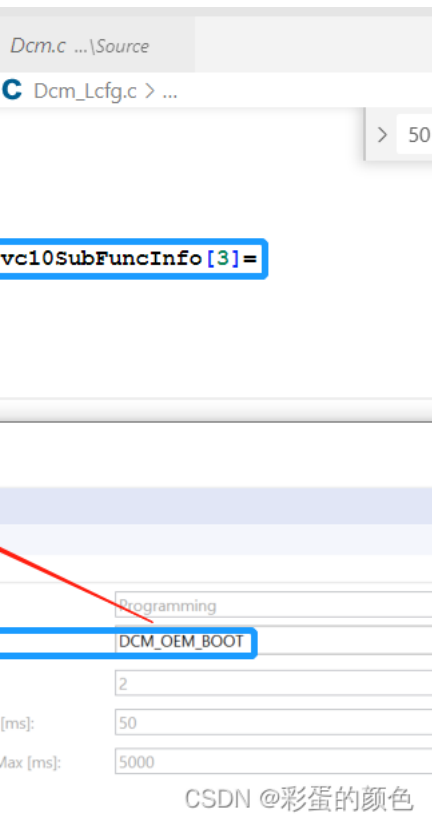 Dcm.c ...\Source
C Dcm_Lcfg.c > ...
> 50
vc10SubFuncInfo[3]=
Programming
DCM_OEM_BOOT
2
[ms]:
50
Max [ms]:
5000
CSDN @彩蛋的颜色